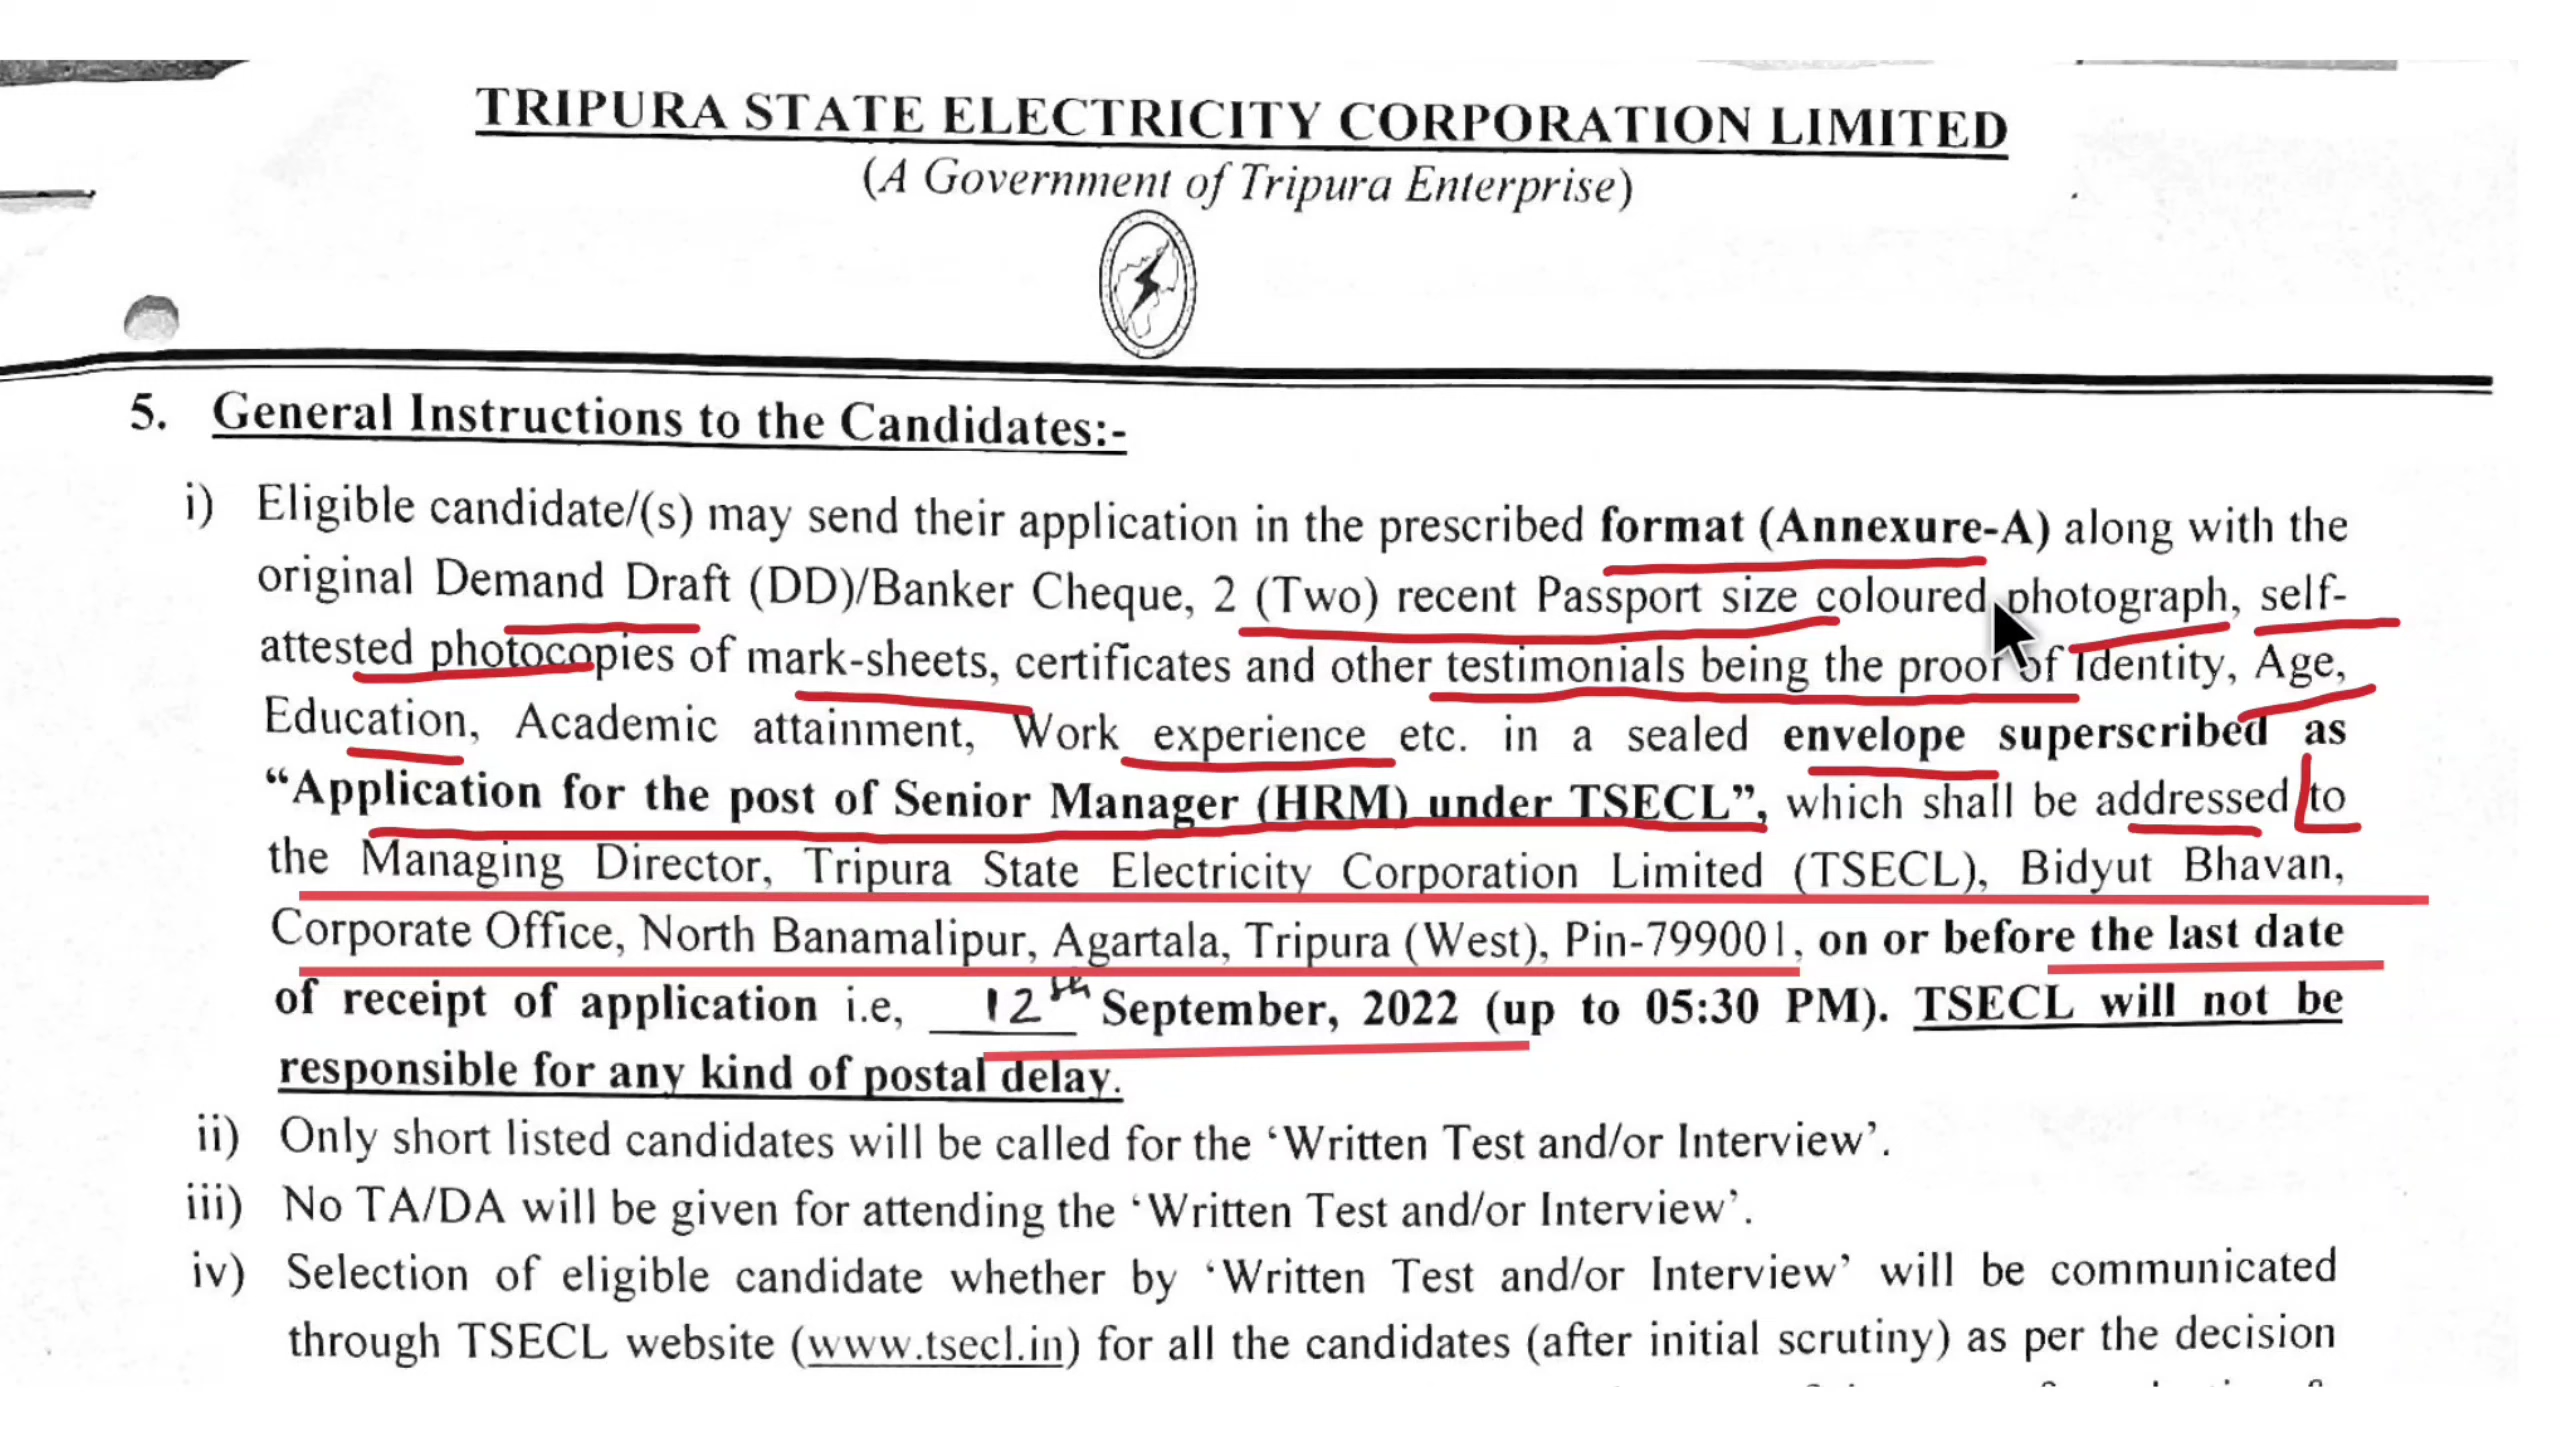 TRIPURA STATE ELECTRICITY CORPORATION LIMITED
(A Government of Tripura Enterprise)
5. General Instructions to the Candidates:-
i) Eligible candidate/(s) may send their application in the prescribed format (Annexure-A) along with the
original Demand Draft (DD)/Banker Cheque, 2 (Two) recent Passport size coloured photograph, self-
attested photocopies of mark-sheets, certificates and other testimonials being the proof of Identity, Age,
Education, Academic attainment, Work experience etc. in a sealed envelope superscribed as
“Application for the post of Senior Manager (HRM) under TSECL”, which shall be addressed to
the Managing Director, Tripura State Electricity Corporation Limited (TSECL), Bidyut Bhavan,
Corporate Office, North Banamalipur, Agartala, Tripura (West), Pin-799001, on or before the last date
of receipt of application i.e, 12th September, 2022 (up to 05:30 PM). TSECL will not be
responsible for any kind of postal delay.
ii) Only short listed candidates will be called for the ‘Written Test and/or Interview’.
iii) No TA/DA will be given for attending the ‘Written Test and/or Interview’.
iv) Selection of eligible candidate whether by ‘Written Test and/or Interview’ will be communicated
through TSECL website (www.tsecl.in) for all the candidates (after initial scrutiny) as per the decision